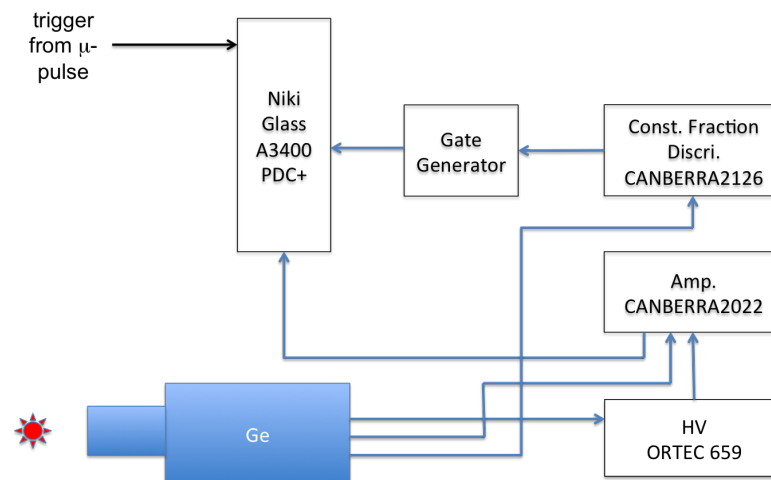 trigger
from μ-
pulse
Niki
Glass
A3400
PDC+
Gate
Generator
Const. Fraction
Discri.
CANBERRA2126
Amp.
CANBERRA2022
Ge
HV
ORTEC 659